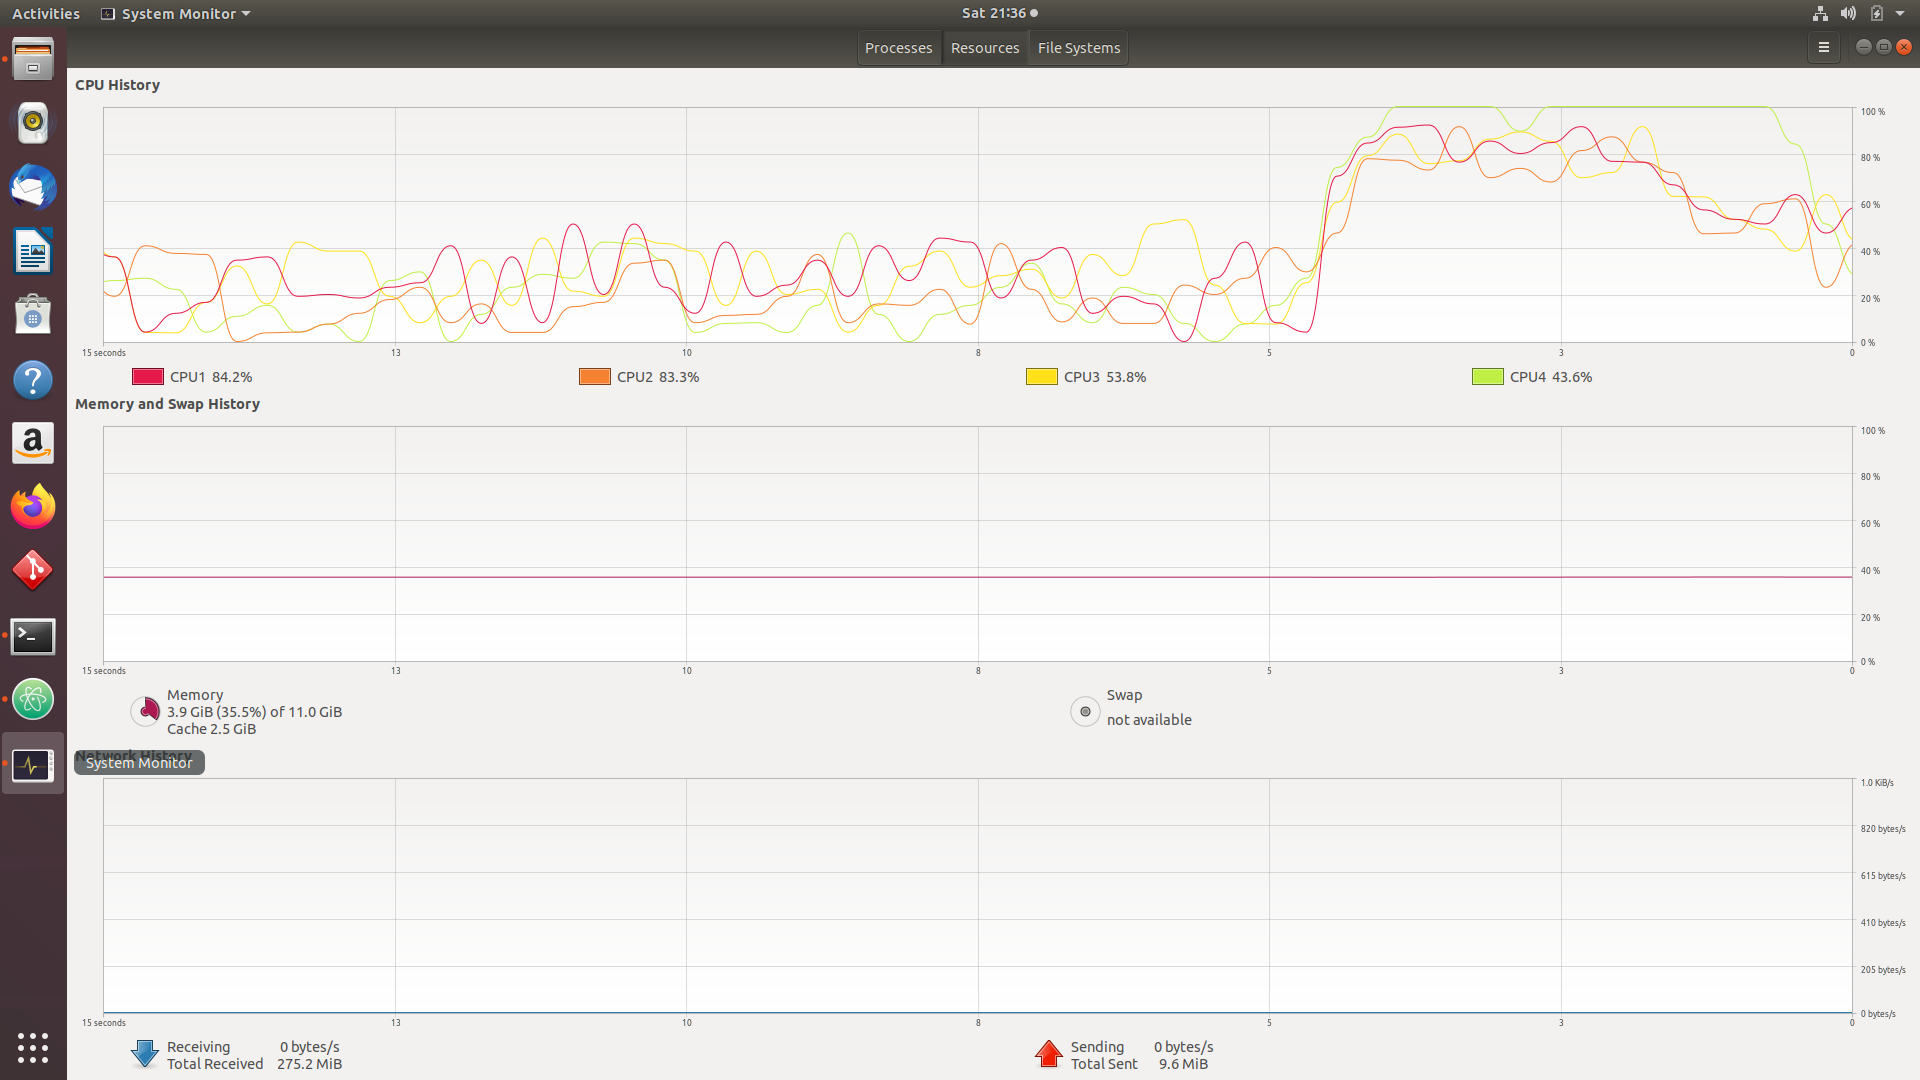 Activities System Monitor Sat 21:36
Processes Resources File Systems
CPU History
100 %
80 %
60 %
40 %
20 %
0 %
15 seconds 13 10 8 5 3 0
CPU1 84.2% CPU2 83.3% CPU3 53.8% CPU4 43.6%
Memory and Swap History
100 %
80 %
60 %
40 %
20 %
0 %
15 seconds 13 10 8 5 3 0
Memory
3.9 GiB (35.5%) of 11.0 GiB
Cache 2.5 GiB
Swap
not available
Network History
System Monitor
1.0 KiB/s
820 bytes/s
615 bytes/s
410 bytes/s
205 bytes/s
0 bytes/s
15 seconds 13 10 8 5 3 0
Receiving 0 bytes/s
Total Received 275.2 MiB
Sending 0 bytes/s
Total Sent 9.6 MiB